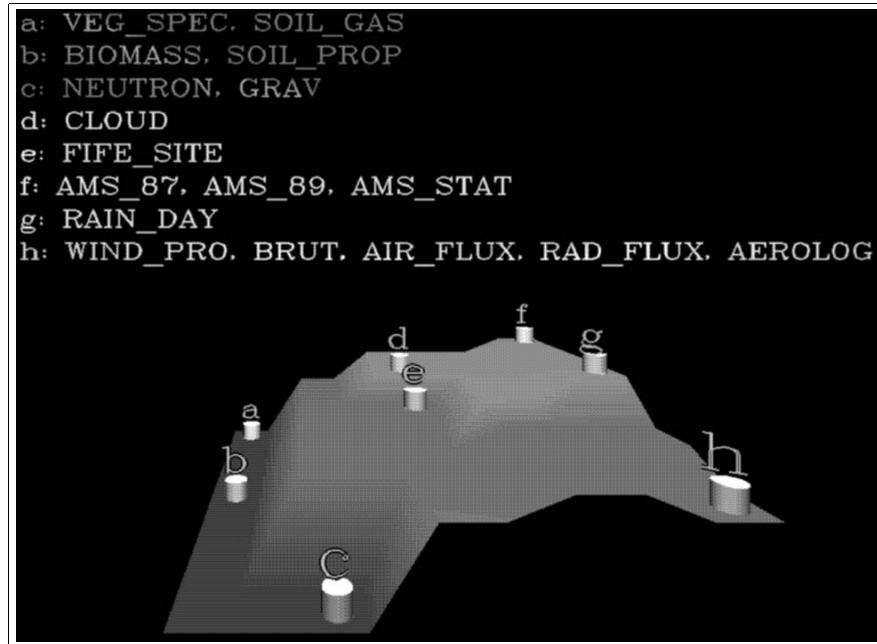 a: VEG_SPEC, SOIL_GAS
b: BIOMASS, SOIL_PROP
c: NEUTRON, GRAV
d: CLOUD
e: FIFE_SITE
f: AMS_87, AMS_89, AMS_STAT
g: RAIN_DAY
h: WIND_PRO, BRUT, AIR_FLUX, RAD_FLUX, AEROLOG
f
d
g
e
a
b
h
c